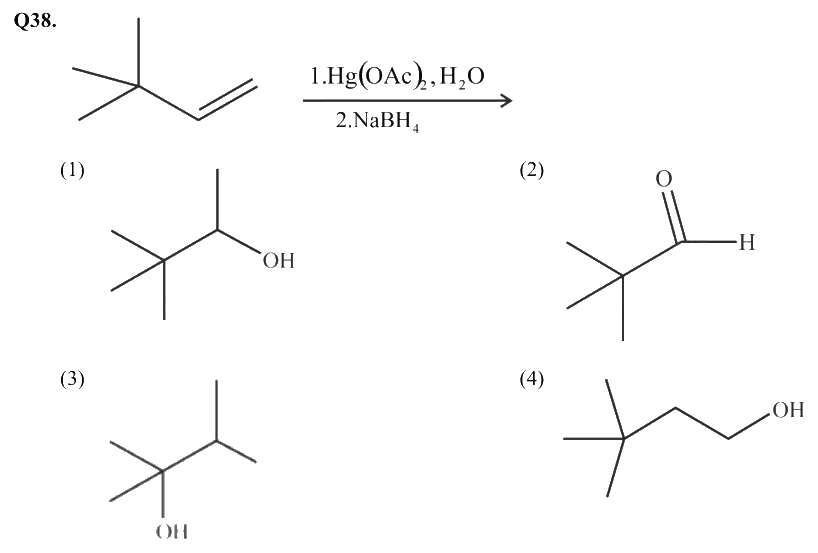 Q38.
1.Hg(OAc)₂,H₂O
2.NaBH₄
(1)
OH
(2)
O
H
(3)
OH
(4)
OH